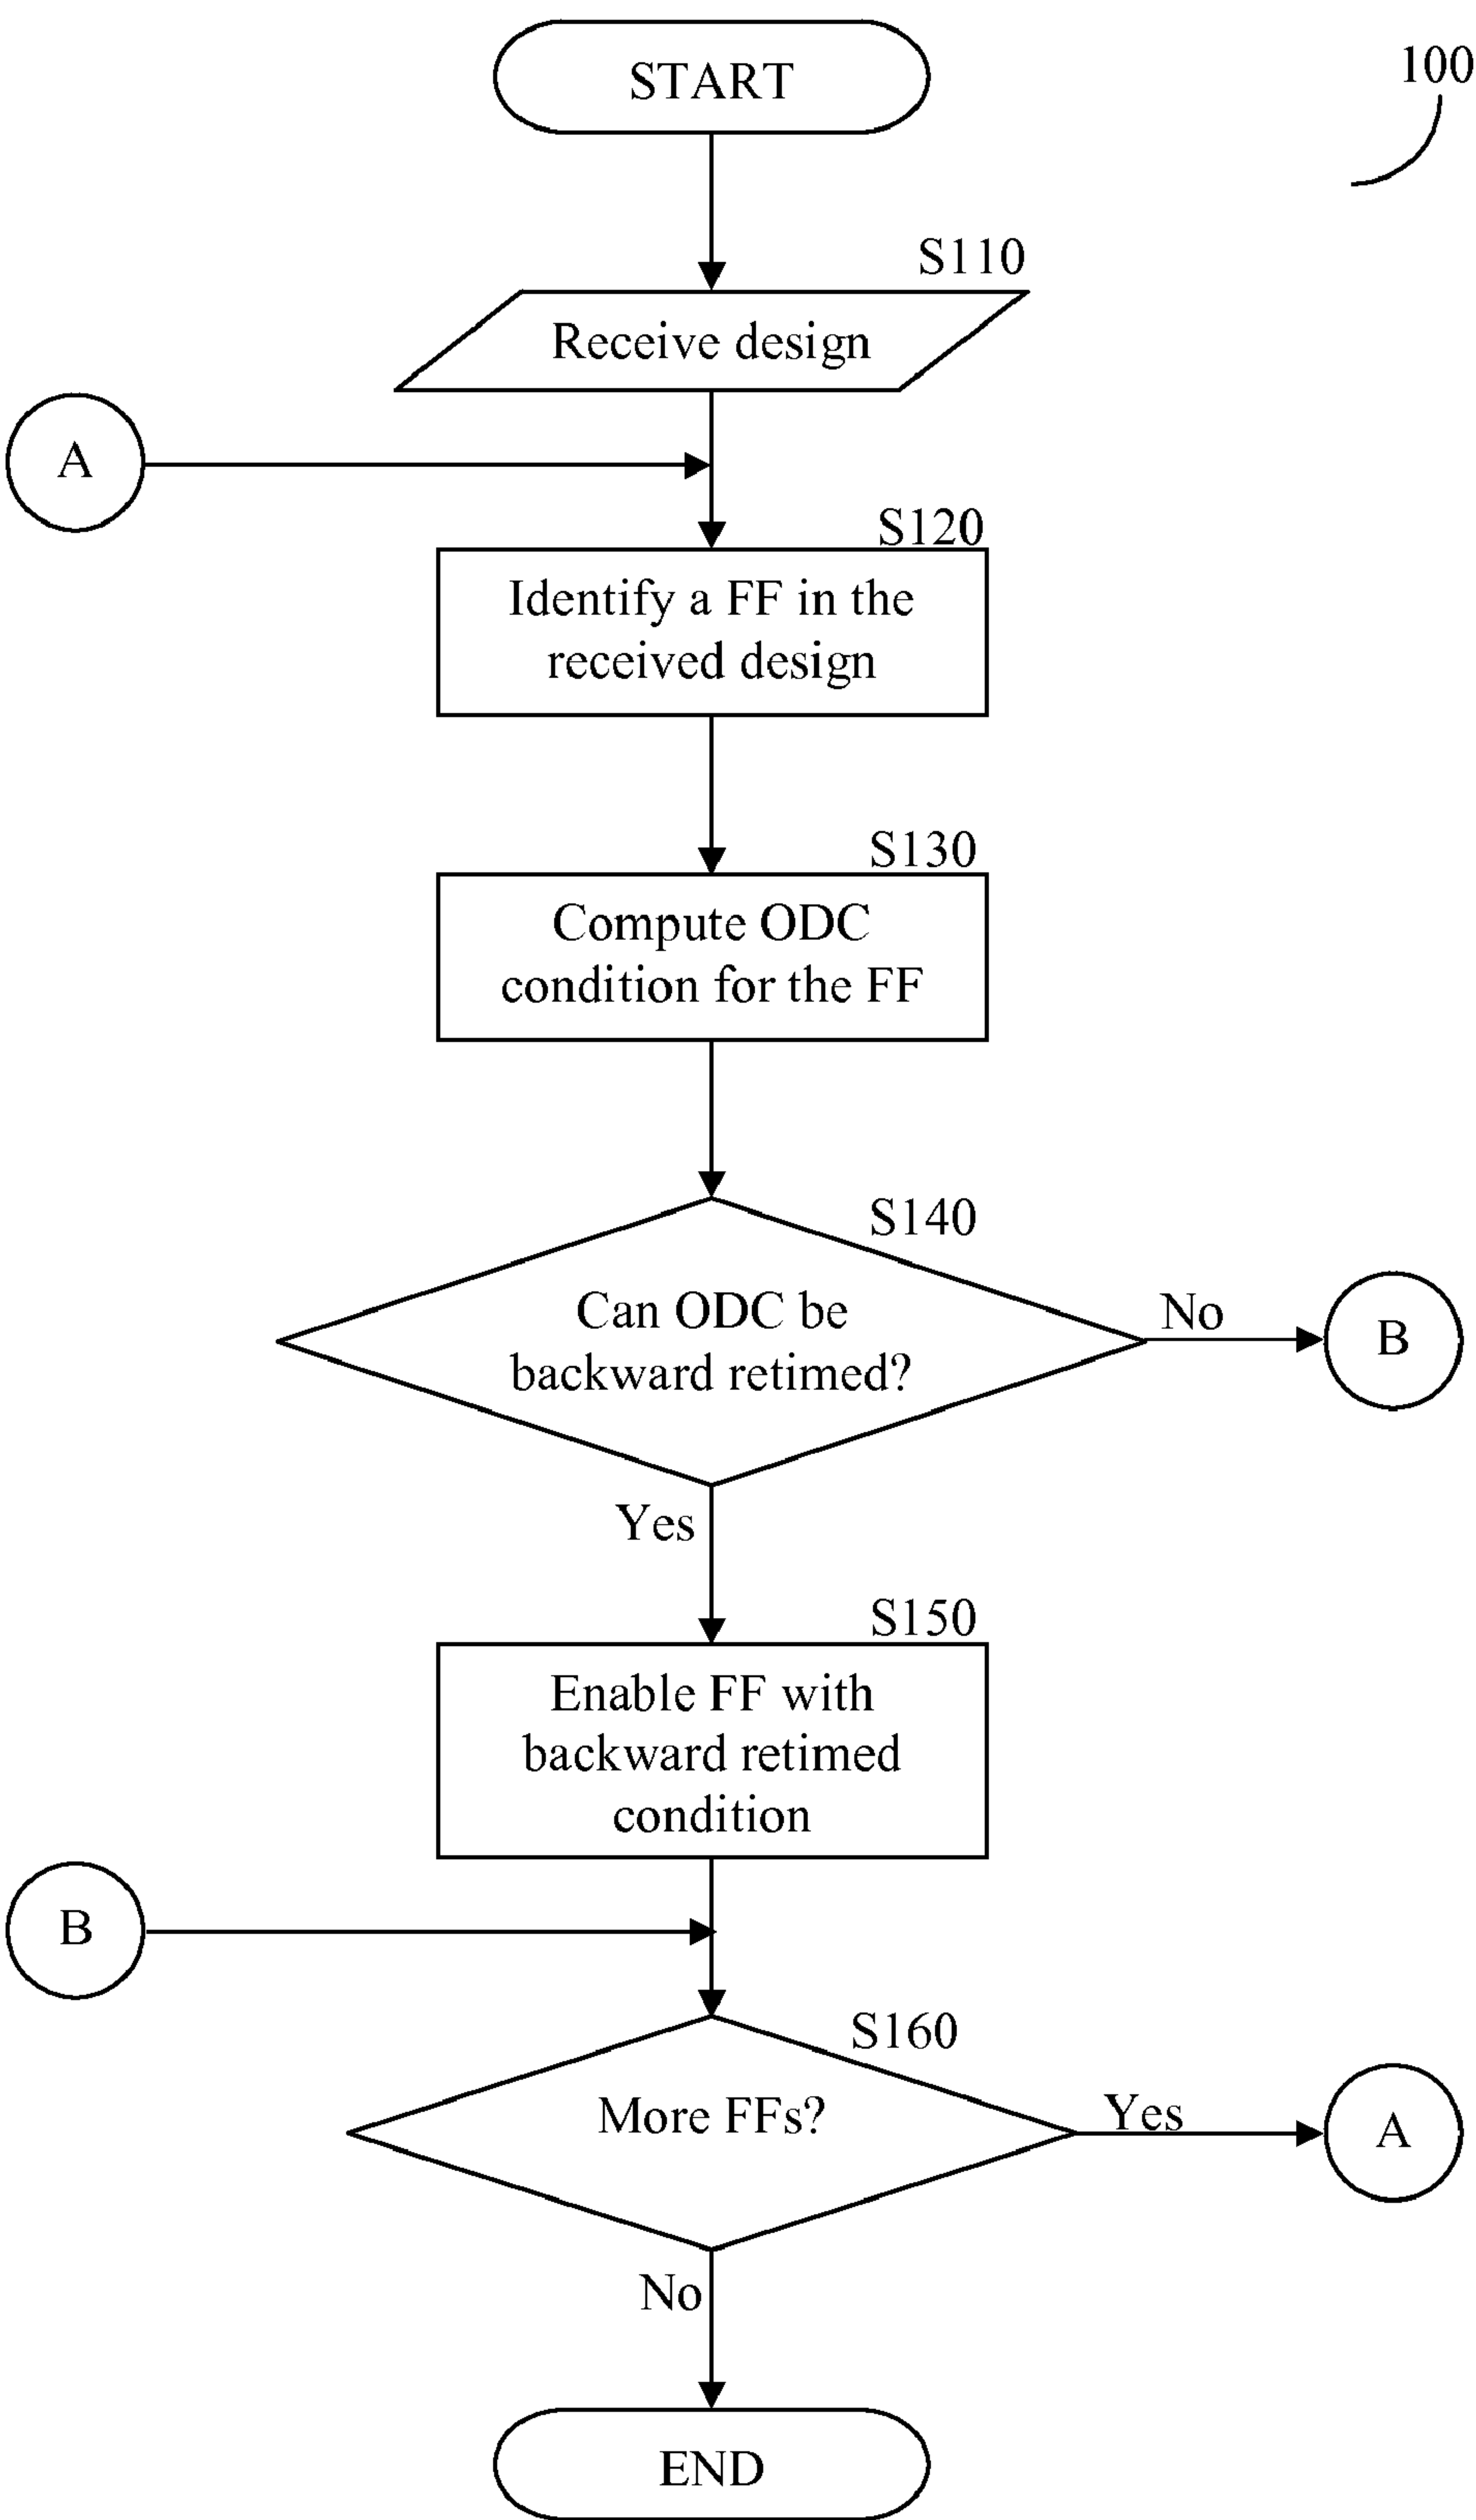 START
100
S110
Receive design
A
S120
Identify a FF in the
received design
S130
Compute ODC
condition for the FF
S140
Can ODC be
backward retimed?
No
B
Yes
S150
Enable FF with
backward retimed
condition
B
S160
More FFs?
Yes
A
No
END